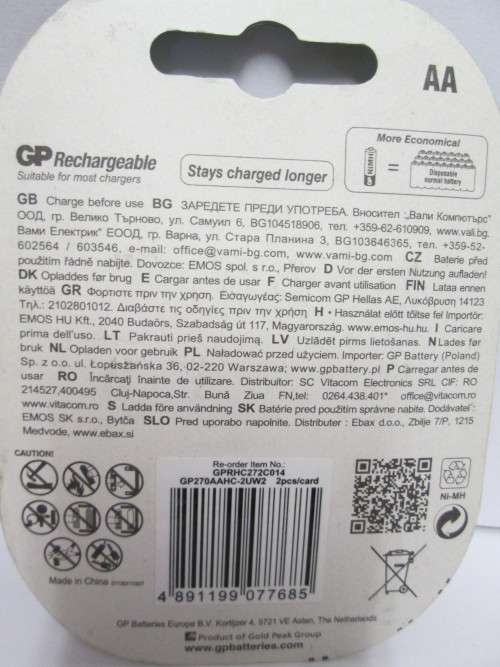 AA
More Economical
NiMH
=
Disposable
normal battery
GP Rechargeable
Suitable for most chargers
Stays charged longer
GB Charge before use BG ЗАРЕДЕТЕ ПРЕДИ УПОТРЕБА. Вносител „Вали Компютърс"
ООД, гр. Велико Търново, ул. Самуил 6, BG104518906, тел. +359-62-610909, www.vali.bg.
Вами Електрик" ЕООД, гр. Варна, ул. Стара Планина 3, BG103646365, тел. +359-52-
602564 / 603546, e-mail: office@vami-bg.com, www.vami-bg.com CZ Baterie před
použitím řádně nabijte. Dovozce: EMOS spol. s r.o., Přerov D Vor der ersten Nutzung aufladen!
DK Opladdes før brug E Cargar antes de usar F Charger avant utilisation FIN Lataa ennen
käyttöä GR Φορτιστε πριν την χρηση. Εισαγωγέας: Semicom GP Hellas AE, Λυκόβρυση 14123
Τηλ.: 2102801012. Διαβάστε τις οδηγίες πριν την χρήση H • Használat előtt töltse fel Importőr:
EMOS HU Kft., 2040 Budaörs, Szabadság út 117, Magyarország. www.emos-hu.hu. I Caricare
prima dell'uso. LT Pakrauti prieš naudojimą. LV Uzlādēt pirms lietošanas. N Lades før
bruk NL Opladen voor gebruik PL Naładować przed użyciem. Importer: GP Battery (Poland)
Sp. z o.o. ul. Łopuszańska 36, 02-220 Warszawa; www.gpbattery.pl P Carregar antes de
usar RO Încărcați înainte de utilizare. Distribuitor: SC Vitacom Electronics SRL CIF: RO
214527,400495 Cluj-Napoca,Str. Bună Ziua FN,tel: 0264.438.401* office@vitacom.ro
www.vitacom.ro S Ladda före användning SK Batérie pred použitím správne nabite. Dodávateľ:
EMOS SK s.r.o., Bytča SLO Pred uporabo napolnite. Distributer : Ebax d.o.o., Zbilje 7/P, 1215
Medvode, www.ebax.si
CAUTION!
Re-order Item No.:
GPRHC272C014
GP270AAHC-2UW2 2pcs/card
4 891199 077685
Ni-MH
Made in China
GP Batteries Europe B.V. Kortijzer 4, 5721 VE Asten, The Netherlands
Product of Gold Peak Group
www.gpbatteries.com